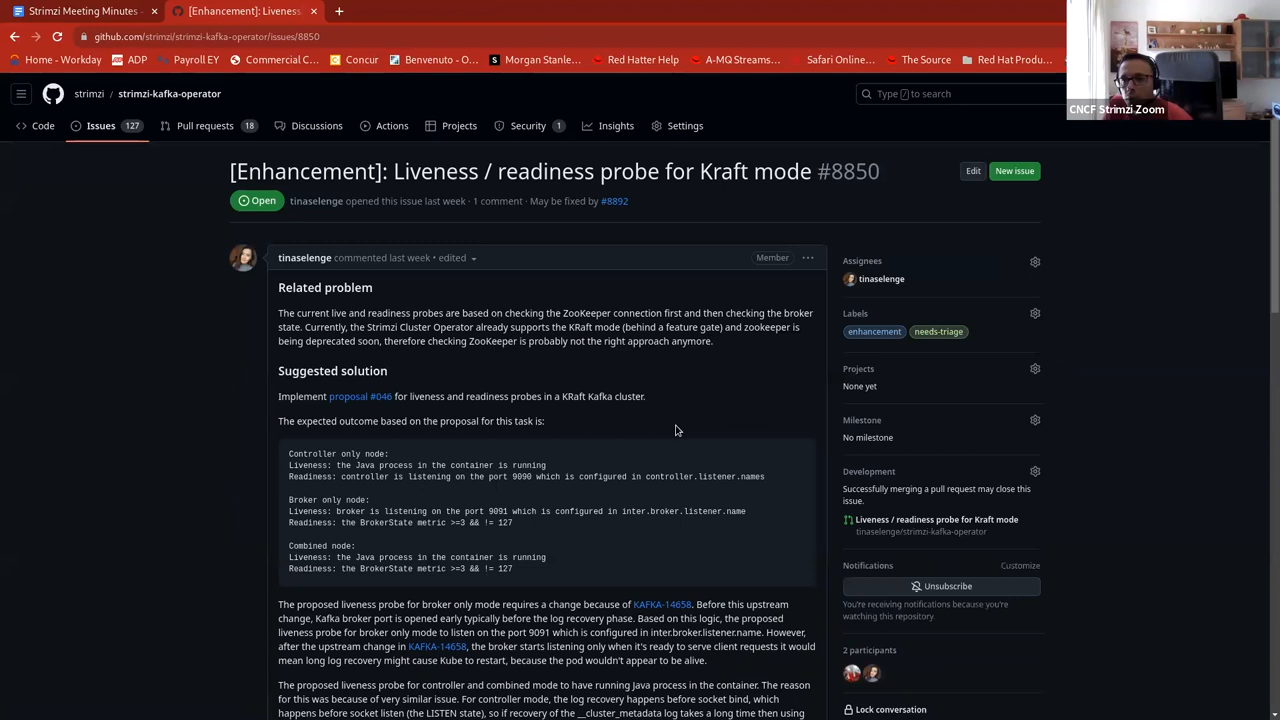 Strimzi Meeting Minutes -
[Enhancement]: Liveness
github.com/strimzi/strimzi-kafka-operator/issues/8850
Home - Workday ADP Payroll EY Commercial C... Concur Benvenuto - O... Morgan Stanle... Red Hatter Help A-MQ Streams... Safari Online... The Source Red Hat Produ...
CNCF Strimzi Zoom
strimzi / strimzi-kafka-operator
Type / to search
Code Issues 127 Pull requests 18 Discussions Actions Projects Security 1 Insights Settings
[Enhancement]: Liveness / readiness probe for Kraft mode #8850
Edit New issue
Open tinaselenge opened this issue last week · 1 comment · May be fixed by #8892
tinaselenge commented last week • edited
Member
Related problem
The current live and readiness probes are based on checking the ZooKeeper connection first and then checking the broker
state. Currently, the Strimzi Cluster Operator already supports the KRaft mode (behind a feature gate) and zookeeper is
being deprecated soon, therefore checking ZooKeeper is probably not the right approach anymore.
Suggested solution
Implement proposal #046 for liveness and readiness probes in a KRaft Kafka cluster.
The expected outcome based on the proposal for this task is:
Controller only node:
Liveness: the Java process in the container is running
Readiness: controller is listening on the port 9090 which is configured in controller.listener.names
Broker only node:
Liveness: broker is listening on the port 9091 which is configured in inter.broker.listener.name
Readiness: the BrokerState metric >=3 && != 127
Combined node:
Liveness: the Java process in the container is running
Readiness: the BrokerState metric >=3 && != 127
The proposed liveness probe for broker only mode requires a change because of KAFKA-14658. Before this upstream
change, Kafka broker port is opened early typically before the log recovery phase. Based on this logic, the proposed
liveness probe for broker only mode to listen on the port 9091 which is configured in inter.broker.listener.name. However,
after the upstream change in KAFKA-14658, the broker starts listening only when it's ready to serve client requests it would
mean long log recovery might cause Kube to restart, because the pod wouldn't appear to be alive.
The proposed liveness probe for controller and combined mode to have running Java process in the container. The reason
for this was because of very similar issue. For controller mode, the log recovery happens before socket bind, which
happens before socket listen (the LISTEN state), so if recovery of the __cluster_metadata log takes a long time then using
Assignees
tinaselenge
Labels
enhancement needs-triage
Projects
None yet
Milestone
No milestone
Development
Successfully merging a pull request may close this
issue.
Liveness / readiness probe for Kraft mode
tinaselenge/strimzi-kafka-operator
Notifications Customize
Unsubscribe
You're receiving notifications because you're
watching this repository.
2 participants
Lock conversation